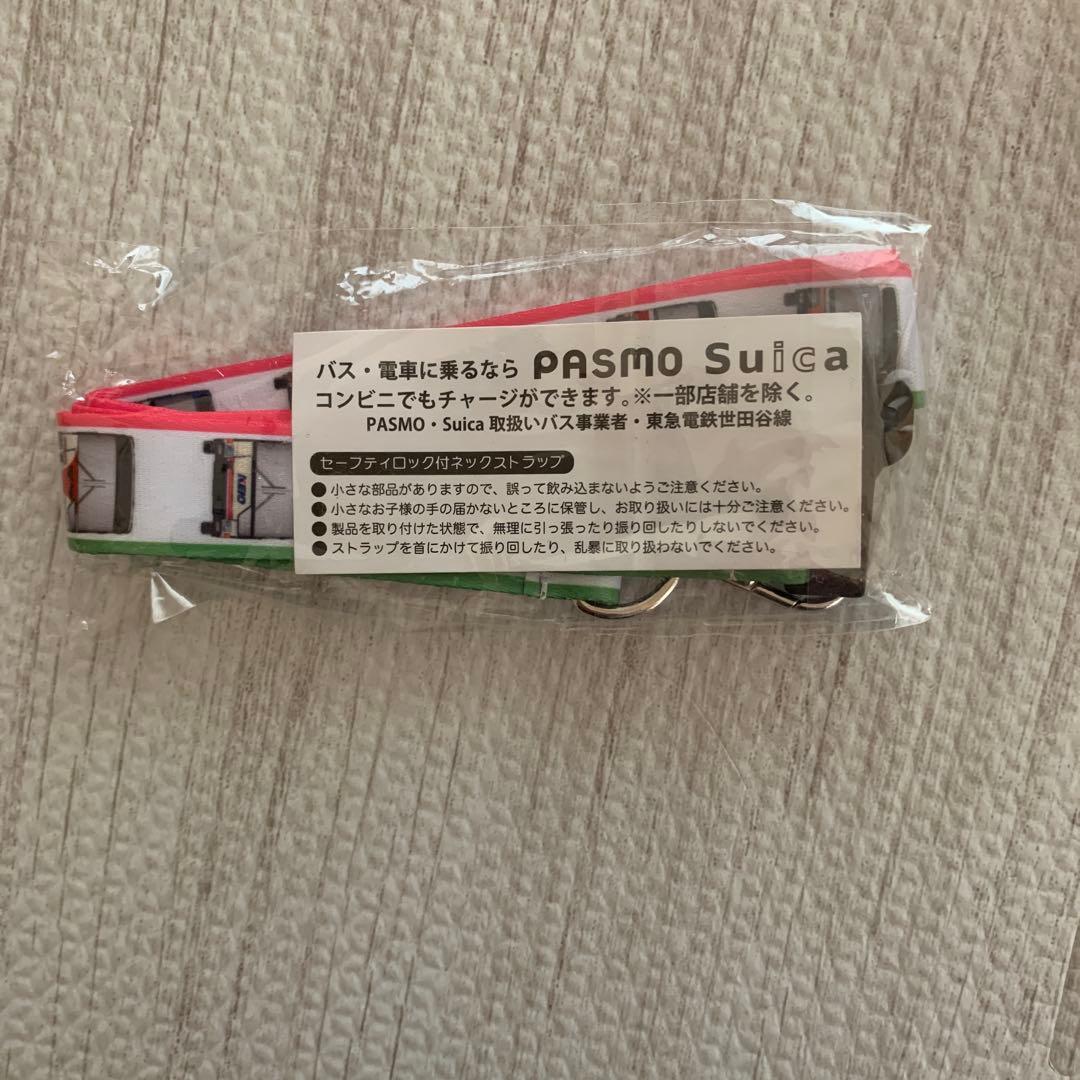 バス・電車に乗るなら PASMO Suica
コンビニでもチャージができます。※一部店舗を除く。
PASMO・Suica 取扱いバス事業者・東急電鉄世田谷線
セーフティロック付ネックストラップ
●小さな部品がありますので、誤って飲み込まないようご注意ください。
●小さなお子様の手の届かないところに保管し、お取り扱いには十分ご注意ください。
●製品を取り付けた状態で、無理に引っ張ったり振り回したりしないでください。
●ストラップを首にかけて振り回したり、乱暴に取り扱わないでください。
KEIO